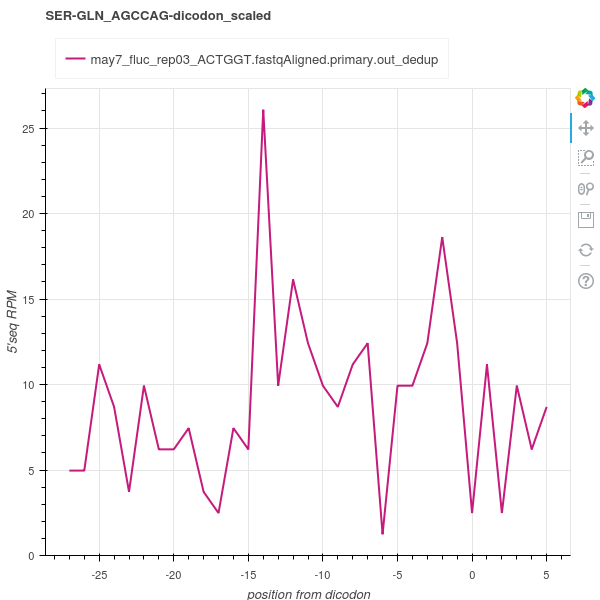 SER-GLN_AGCCAG-dicodon_scaled
may7_fluc_rep03_ACTGGT.fastqAligned.primary.out_dedup
25
20
15
10
5
0
5'seq RPM
-25 -20 -15 -10 -5 0 5
position from dicodon